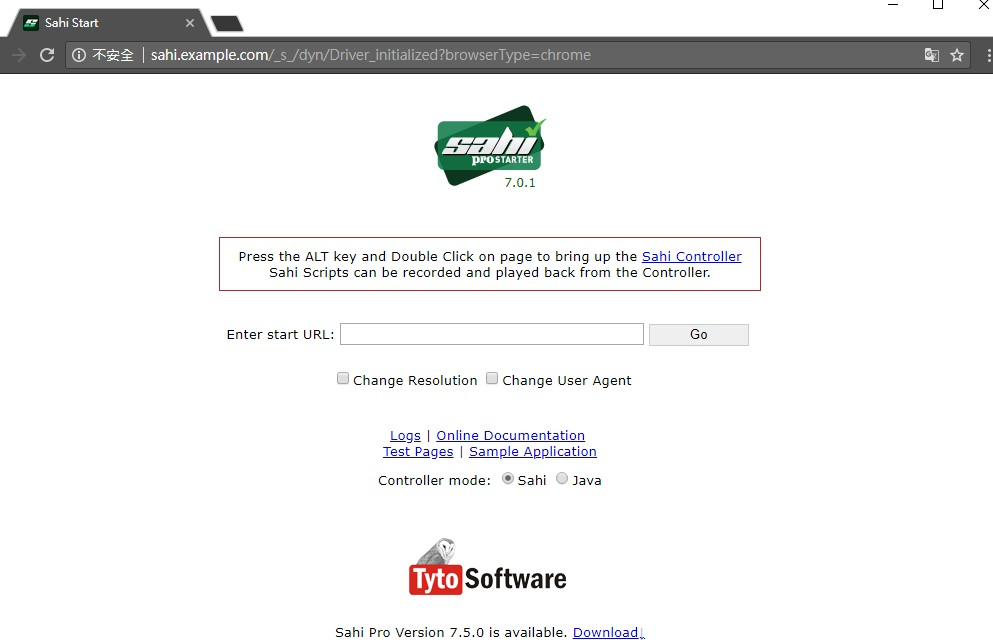 Sahi Start
不安全 sahi.example.com/_s_/dyn/Driver_initialized?browserType=chrome
sahi
pro STARTER
7.0.1
Press the ALT key and Double Click on page to bring up the Sahi Controller
Sahi Scripts can be recorded and played back from the Controller.
Enter start URL: Go
Change Resolution Change User Agent
Logs | Online Documentation
Test Pages | Sample Application
Controller mode: Sahi Java
Tyto Software
Sahi Pro Version 7.5.0 is available. Download↓